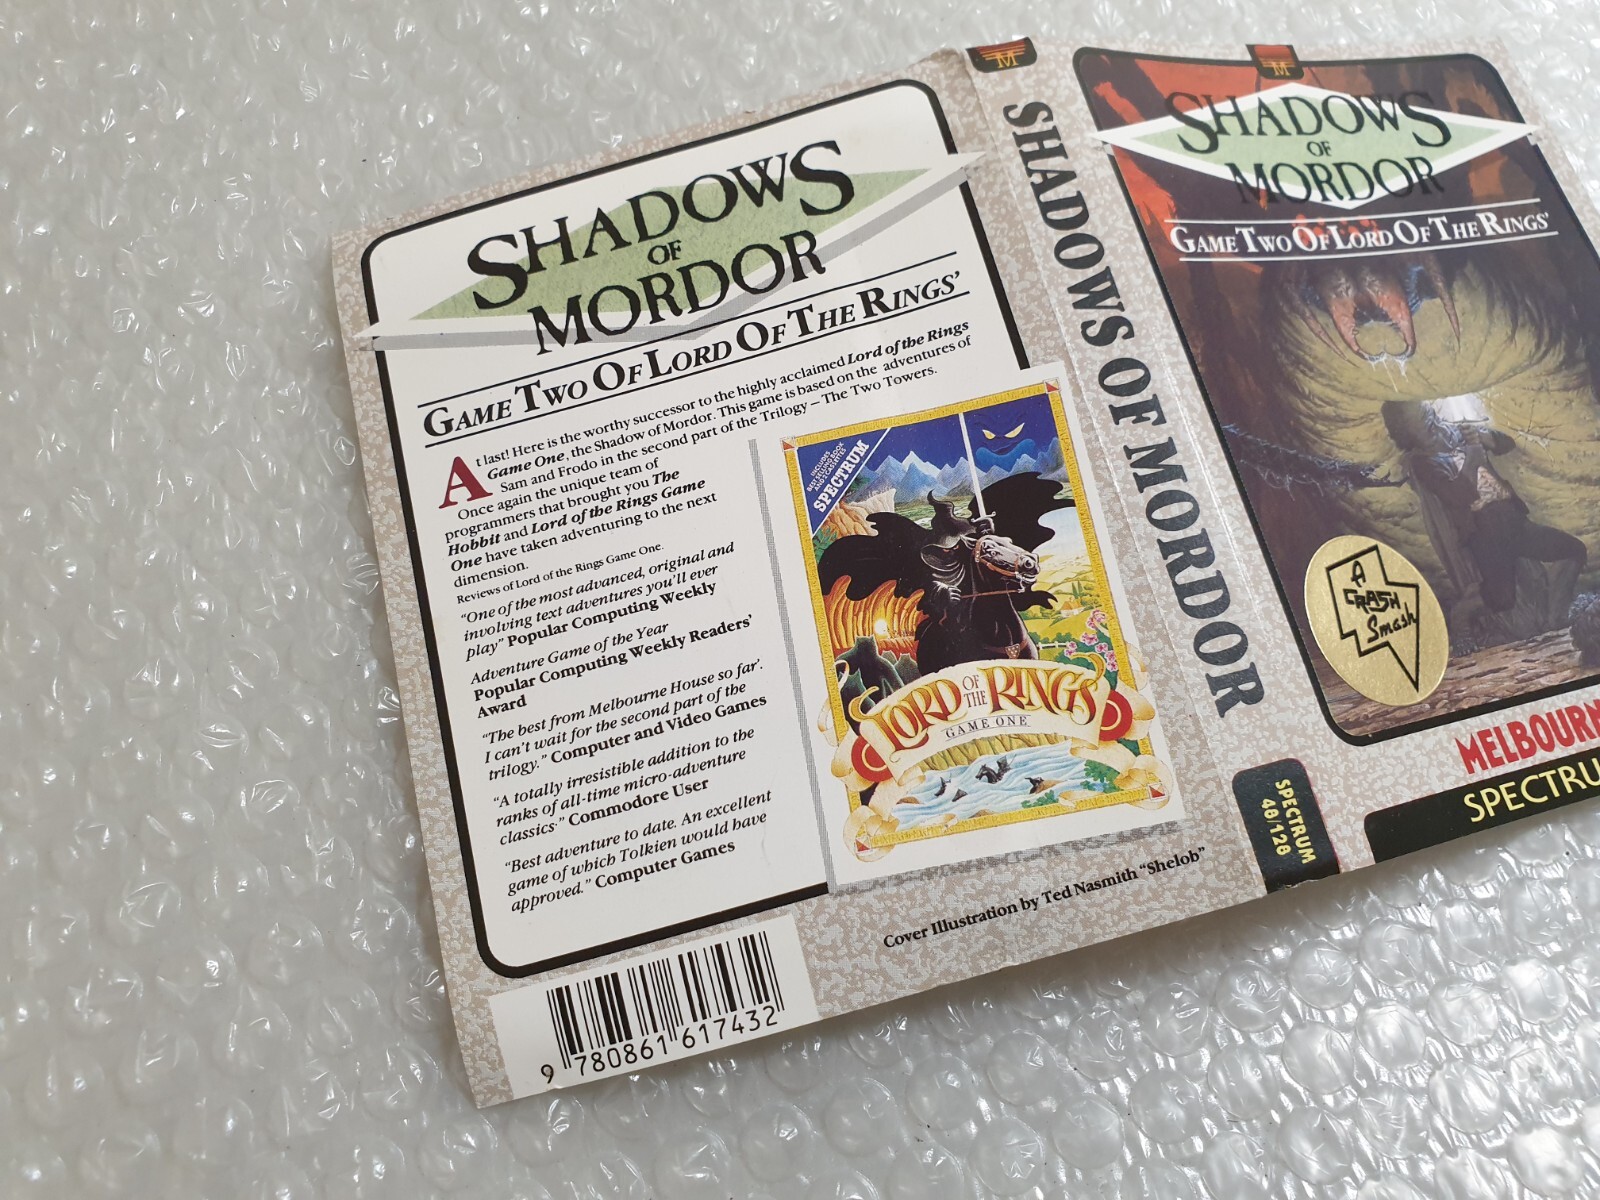 SHADOWS
OF
MORDOR
GAME TWO OF LORD OF THE RINGS'
At last! Here is the worthy successor to the highly acclaimed Lord of the Rings
Game One, the Shadow of Mordor. This game is based on the adventures of
Sam and Frodo in the second part of the Trilogy – The Two Towers.
Once again the unique team of
programmers that brought you The
Hobbit and Lord of the Rings Game
One have taken adventuring to the next
dimension.
Reviews of Lord of the Rings Game One.
"One of the most advanced, original and
involving text adventures you'll ever
play" Popular Computing Weekly
Adventure Game of the Year
Popular Computing Weekly Readers'
Award
"The best from Melbourne House so far'.
I can't wait for the second part of the
trilogy." Computer and Video Games
"A totally irresistible addition to the
ranks of all-time micro-adventure
classics." Commodore User
"Best adventure to date. An excellent
game of which Tolkien would have
approved." Computer Games
INCLUDES
BEST SELLING BOOK
AND 2 CASSETTES
SPECTRUM
LORD OF THE RINGS
GAME ONE
Cover Illustration by Ted Nasmith "Shelob"
9 780861 617432
M
SHADOWS OF MORDOR
SPECTRUM
48/128
M
SHADOWS
OF
MORDOR
GAME TWO OF LORD OF THE RINGS'
A
CRASH
Smash
MELBOURN
SPECTRU